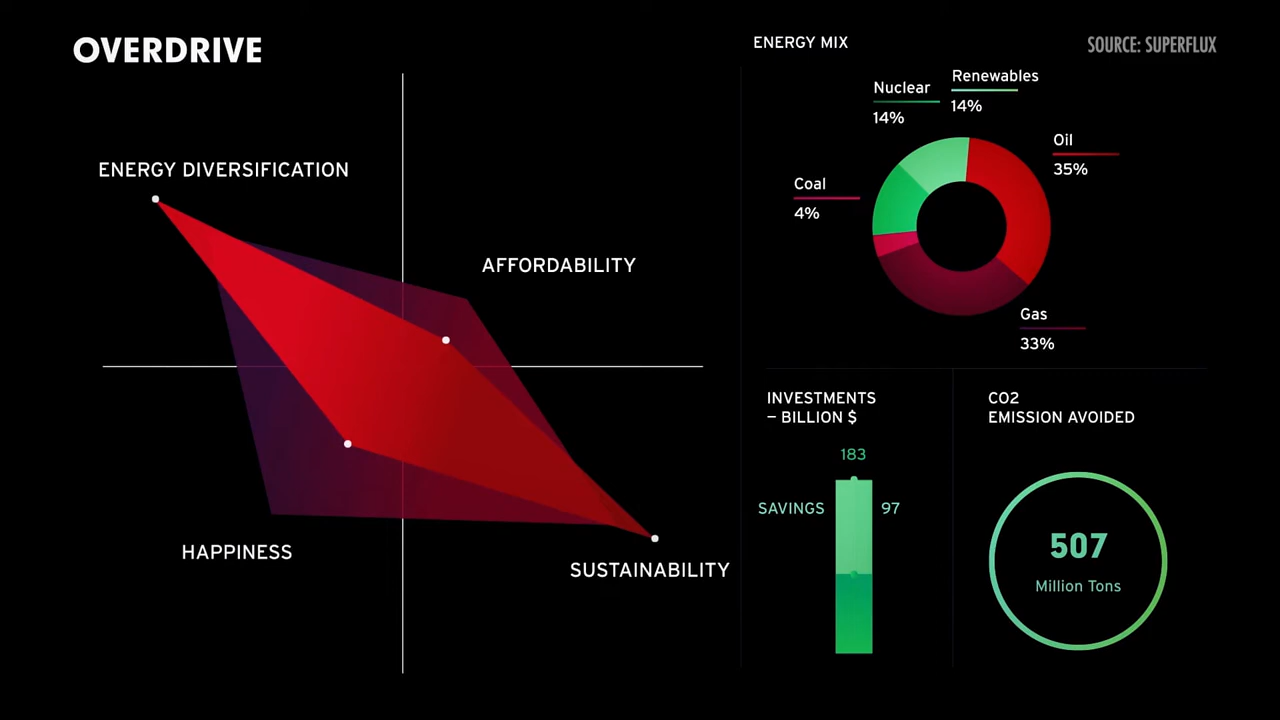 OVERDRIVE
ENERGY MIX
SOURCE: SUPERFLUX
ENERGY DIVERSIFICATION
AFFORDABILITY
HAPPINESS
SUSTAINABILITY
Nuclear
14%
Renewables
14%
Oil
35%
Coal
4%
Gas
33%
INVESTMENTS
– BILLION $
183
SAVINGS
97
CO2
EMISSION AVOIDED
507
Million Tons